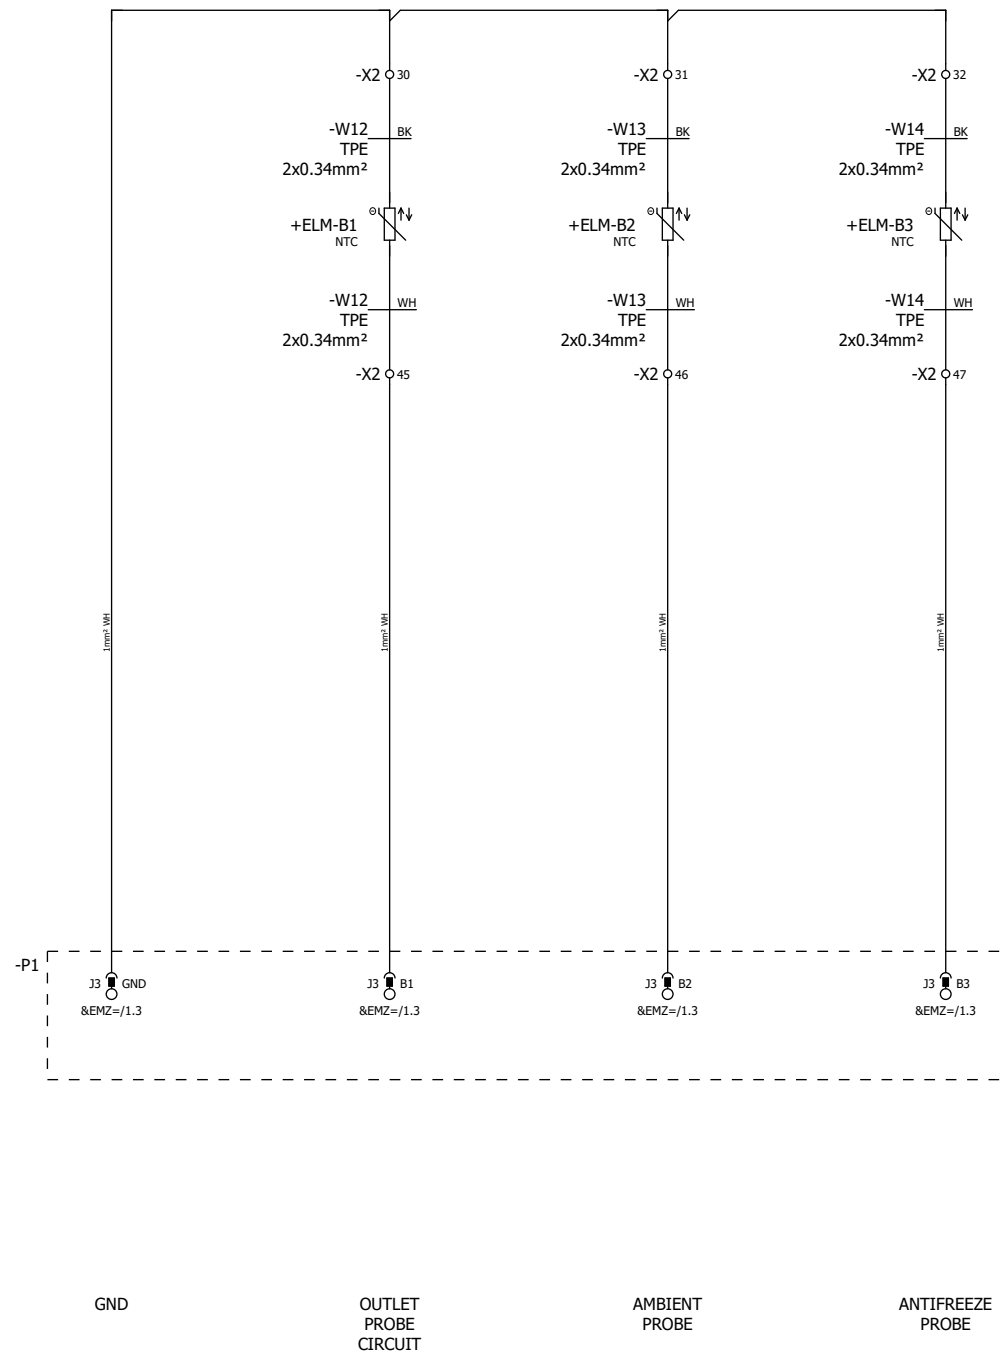 -X2 30
-X2 31
-X2 32
-W12 BK
TPE
2x0.34mm²
-W13 BK
TPE
2x0.34mm²
-W14 BK
TPE
2x0.34mm²
+ELM-B1
NTC
+ELM-B2
NTC
+ELM-B3
NTC
-W12 WH
TPE
2x0.34mm²
-W13 WH
TPE
2x0.34mm²
-W14 WH
TPE
2x0.34mm²
-X2 45
-X2 46
-X2 47
1mm² WH
1mm² WH
1mm² WH
1mm² WH
-P1
J3 GND
&EMZ=/1.3
J3 B1
&EMZ=/1.3
J3 B2
&EMZ=/1.3
J3 B3
&EMZ=/1.3
GND
OUTLET
PROBE
CIRCUIT
AMBIENT
PROBE
ANTIFREEZE
PROBE